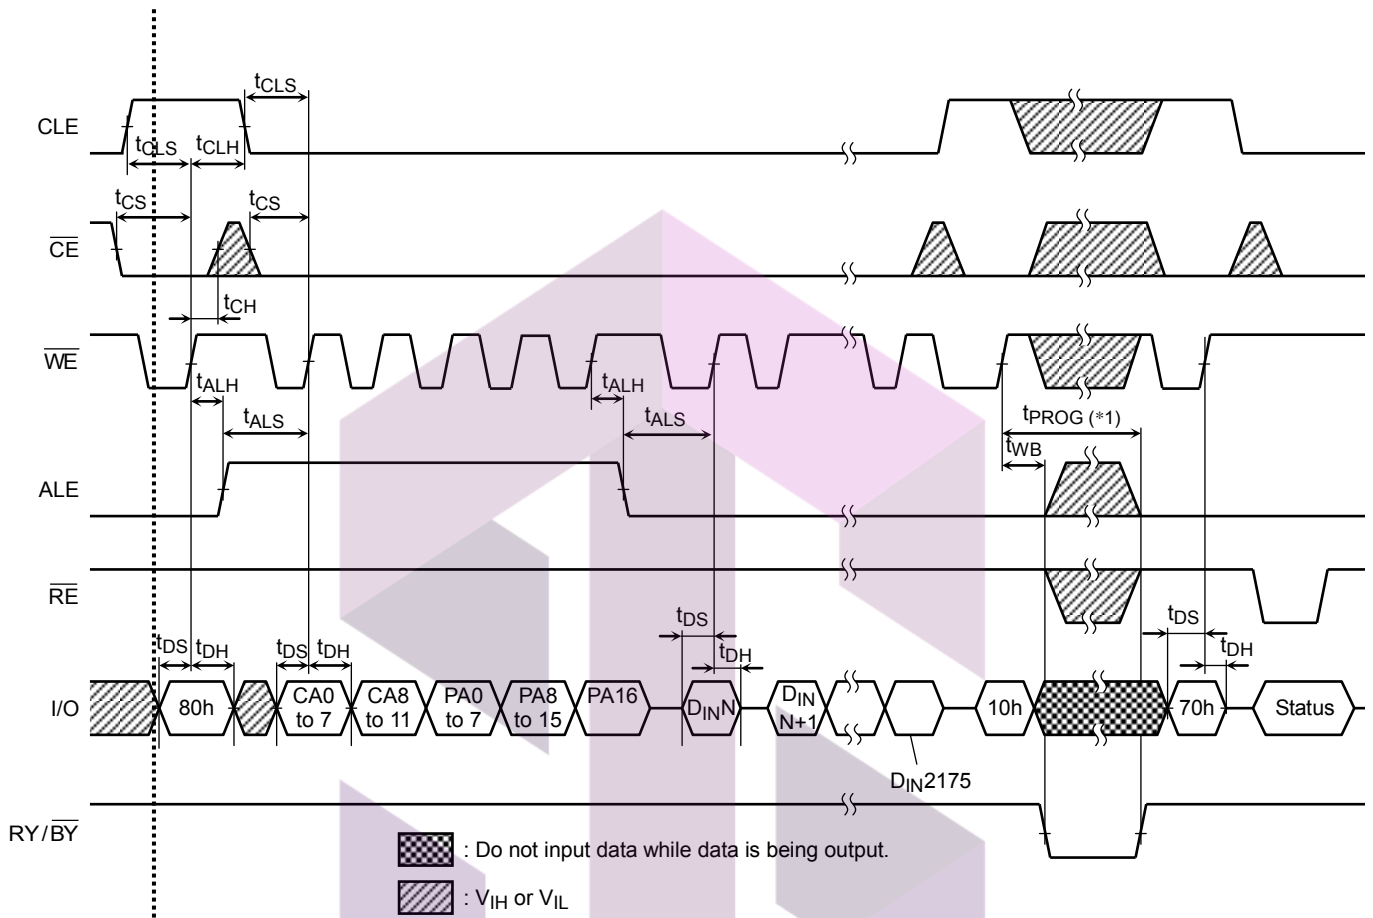 tCLS
CLE
tCLS
tCLH
tCS
tCS
CE
tCH
WE
tALH
tALH
tALS
tALS
tPROG (*1)
tWB
ALE
RE
tDS
tDH
tDS
tDH
tDS
tDH
tDS
tDH
I/O
80h
CA0 to 7
CA8 to 11
PA0 to 7
PA8 to 15
PA16
DINN
DIN N+1
10h
70h
Status
DIN2175
RY/BY
: Do not input data while data is being output.
: VIH or VIL